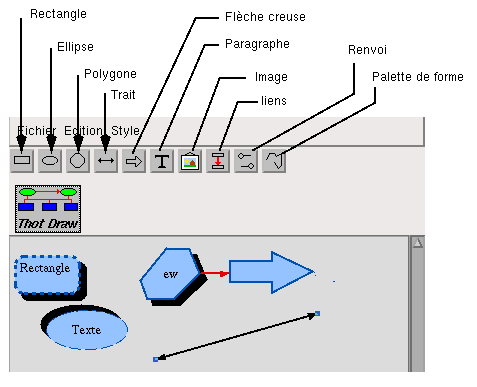 Rectangle
Flèche creuse
Ellipse
Paragraphe
Renvoi
Polygone
Image
Palette de forme
Trait
liens
Fichier Edition Style
T
Thot Draw
Rectangle
ew
Texte